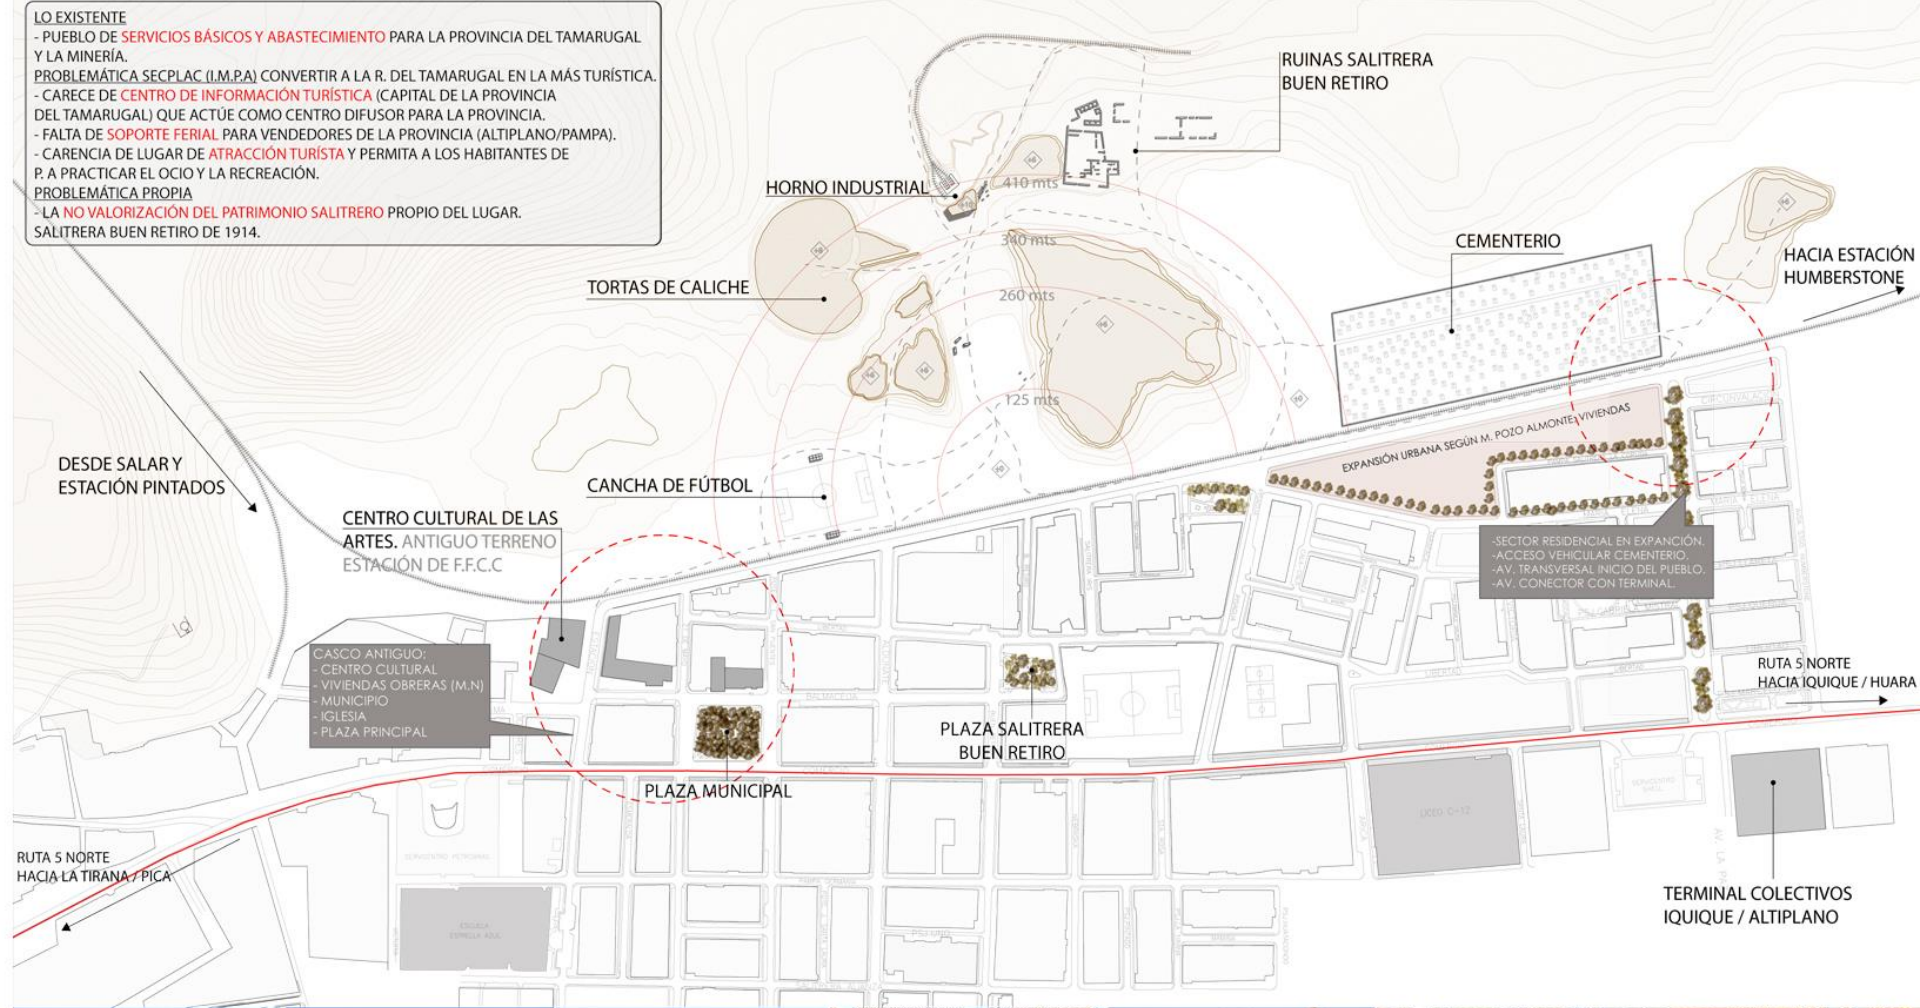 LO EXISTENTE
- PUEBLO DE SERVICIOS BÁSICOS Y ABASTECIMIENTO PARA LA PROVINCIA DEL TAMARUGAL
Y LA MINERÍA.
PROBLEMÁTICA SECPLAC (I.M.P.A) CONVERTIR A LA R. DEL TAMARUGAL EN LA MÁS TURÍSTICA.
- CARECE DE CENTRO DE INFORMACIÓN TURÍSTICA (CAPITAL DE LA PROVINCIA
DEL TAMARUGAL) QUE ACTÚE COMO CENTRO DIFUSOR PARA LA PROVINCIA.
- FALTA DE SOPORTE FERIAL PARA VENDEDORES DE LA PROVINCIA (ALTIPLANO/PAMPA).
- CARENCIA DE LUGAR DE ATRACCIÓN TURÍSTA Y PERMITA A LOS HABITANTES DE
P. A PRACTICAR EL OCIO Y LA RECREACIÓN.
PROBLEMÁTICA PROPIA
- LA NO VALORIZACIÓN DEL PATRIMONIO SALITRERO PROPIO DEL LUGAR.
SALITRERA BUEN RETIRO DE 1914.
RUINAS SALITRERA
BUEN RETIRO
HORNO INDUSTRIAL
410 mts
340 mts
260 mts
125 mts
CEMENTERIO
HACIA ESTACIÓN
HUMBERSTONE
TORTAS DE CALICHE
EXPANSIÓN URBANA SEGÚN M. POZO ALMONTE: VIVIENDAS
DESDE SALAR Y
ESTACIÓN PINTADOS
CANCHA DE FÚTBOL
CENTRO CULTURAL DE LAS
ARTES. ANTIGUO TERRENO
ESTACIÓN DE F.F.C.C
-SECTOR RESIDENCIAL EN EXPANCIÓN.
-ACCESO VEHICULAR CEMENTERIO.
-AV. TRANSVERSAL INICIO DEL PUEBLO.
-AV. CONECTOR CON TERMINAL.
CASCO ANTIGUO:
- CENTRO CULTURAL
- VIVIENDAS OBRERAS (M.N)
- MUNICIPIO
- IGLESIA
- PLAZA PRINCIPAL
RUTA 5 NORTE
HACIA IQUIQUE / HUARA
BALMACEDA
PLAZA SALITRERA
BUEN RETIRO
PLAZA MUNICIPAL
LICEO C-12
RUTA 5 NORTE
HACIA LA TIRANA / PICA
TERMINAL COLECTIVOS
IQUIQUE / ALTIPLANO
ESCUELA
ESTRELLA AZUL